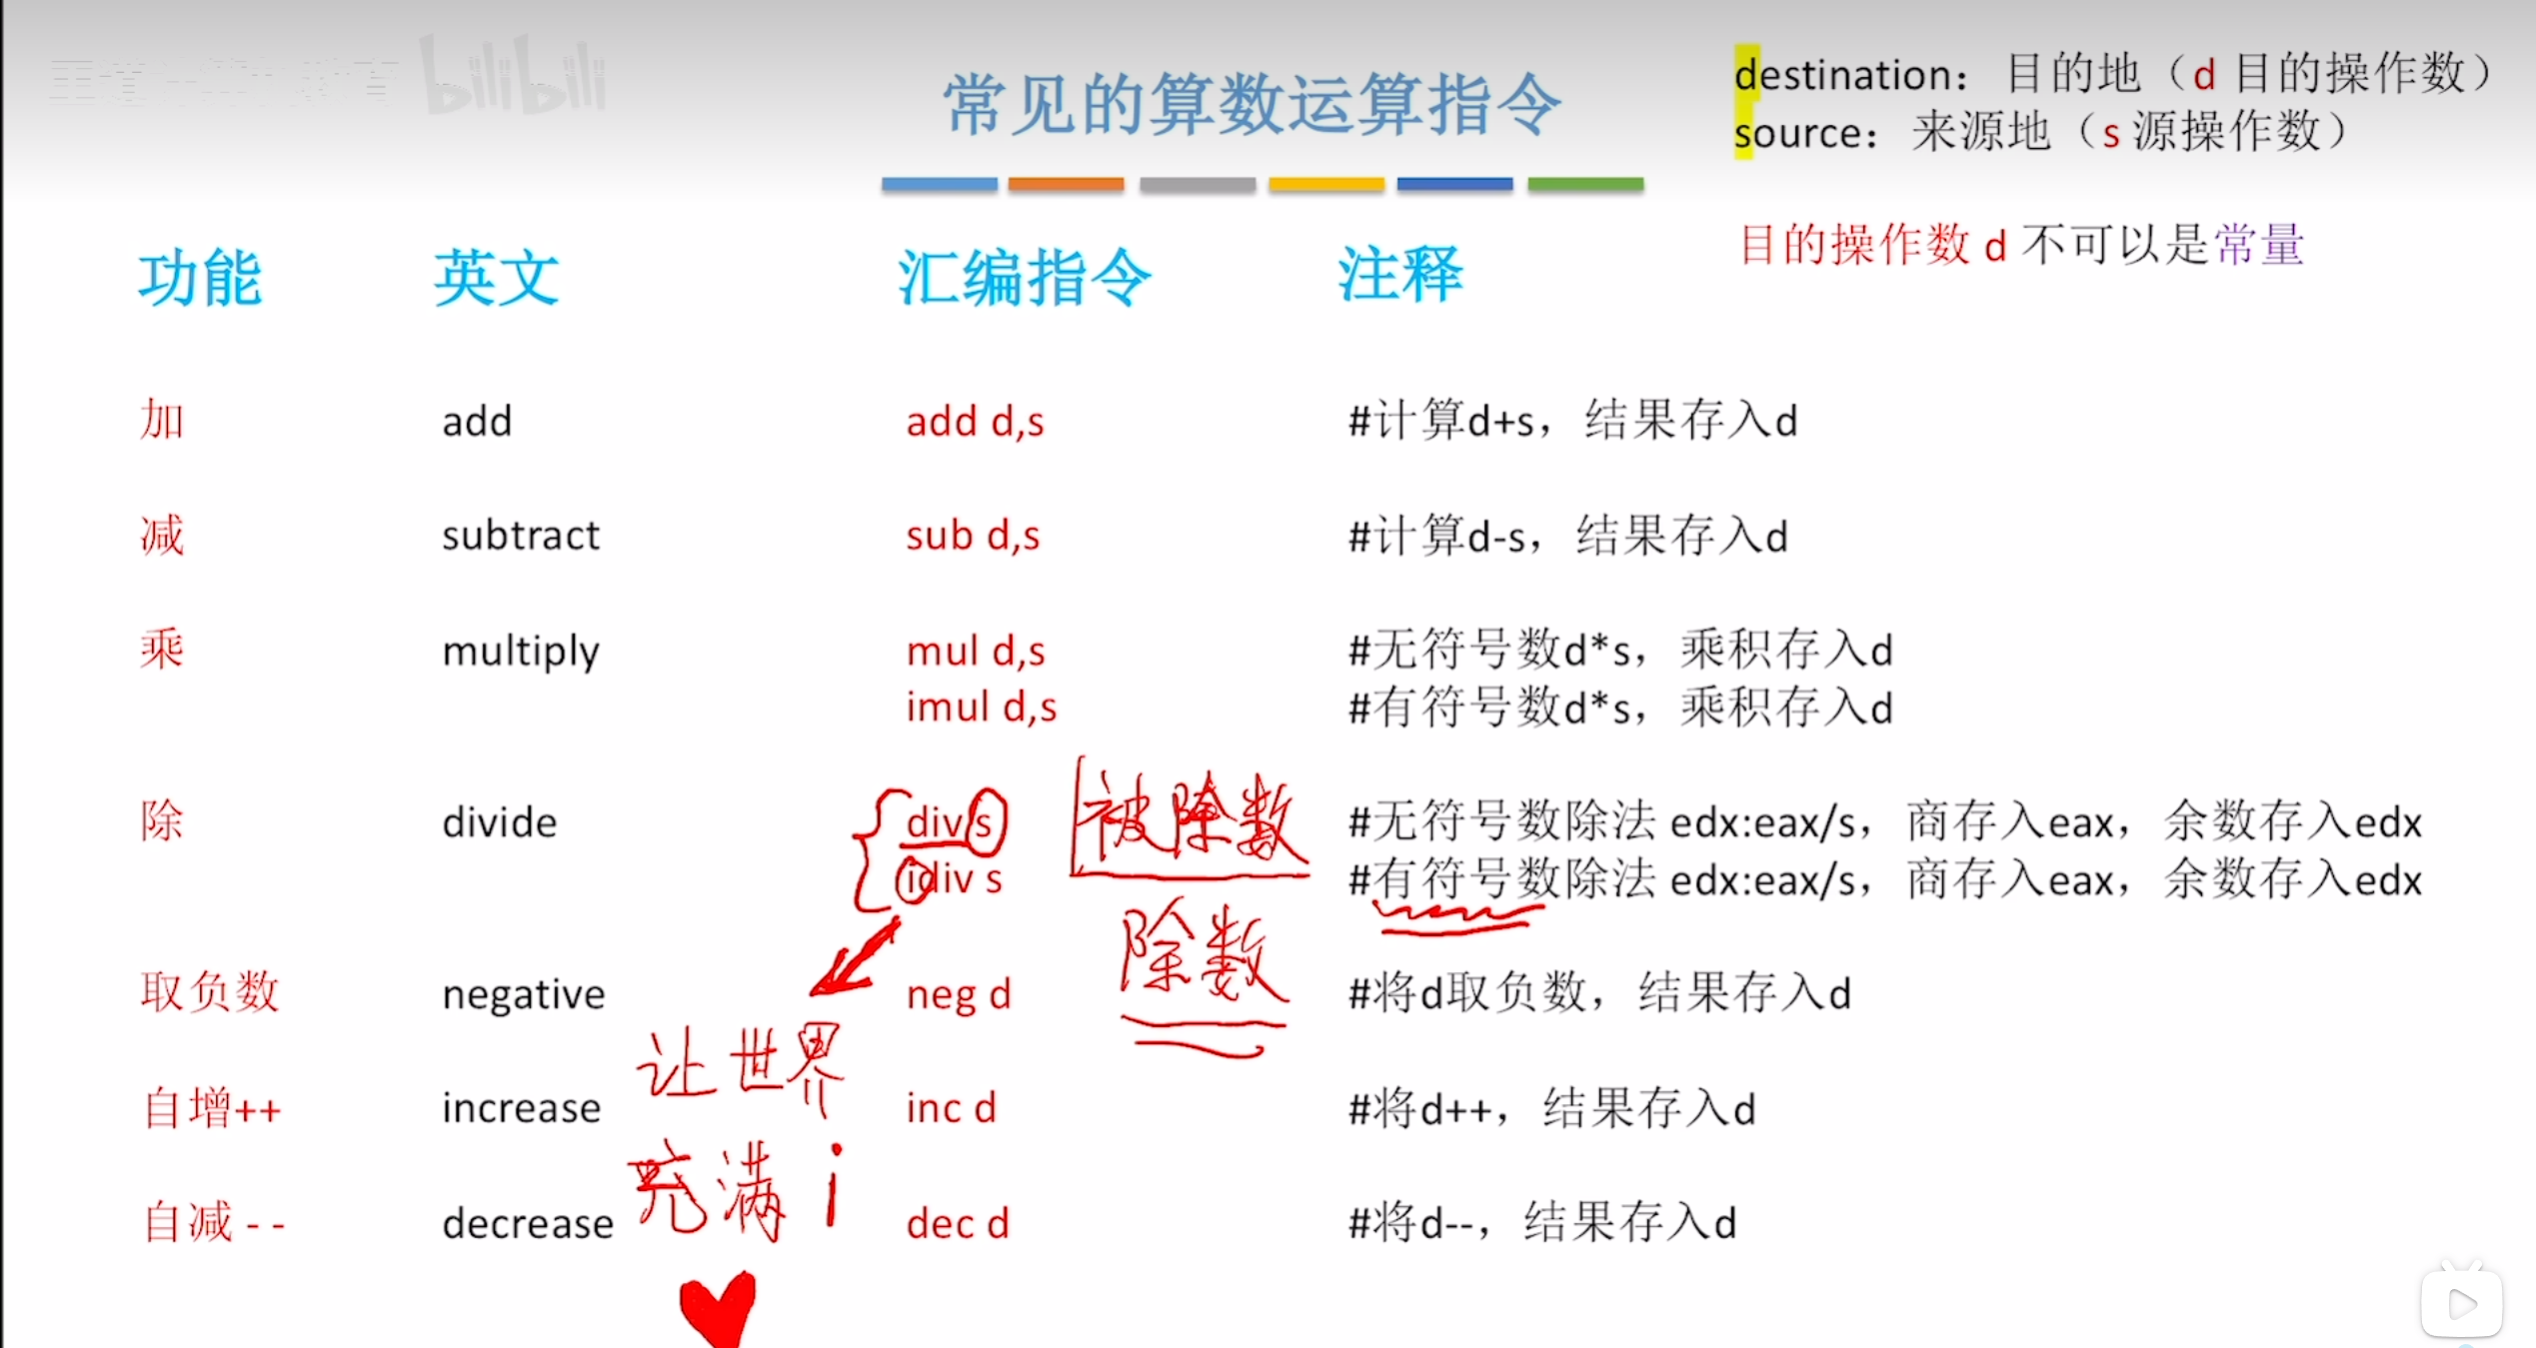 王道计算机教育 bilibili
常见的算数运算指令
destination：目的地（d 目的操作数）
source：来源地（s 源操作数）
目的操作数 d 不可以是常量
功能 英文 汇编指令 注释
加 add add d,s #计算d+s，结果存入d
减 subtract sub d,s #计算d-s，结果存入d
乘 multiply mul d,s #无符号数d*s，乘积存入d
imul d,s #有符号数d*s，乘积存入d
除 divide div s 被除数 #无符号数除法 edx:eax/s，商存入eax，余数存入edx
idiv s #有符号数除法 edx:eax/s，商存入eax，余数存入edx
除数
取负数 negative neg d #将d取负数，结果存入d
让世界
自增++ increase inc d #将d++，结果存入d
充满 i
自减 - - decrease dec d #将d--，结果存入d